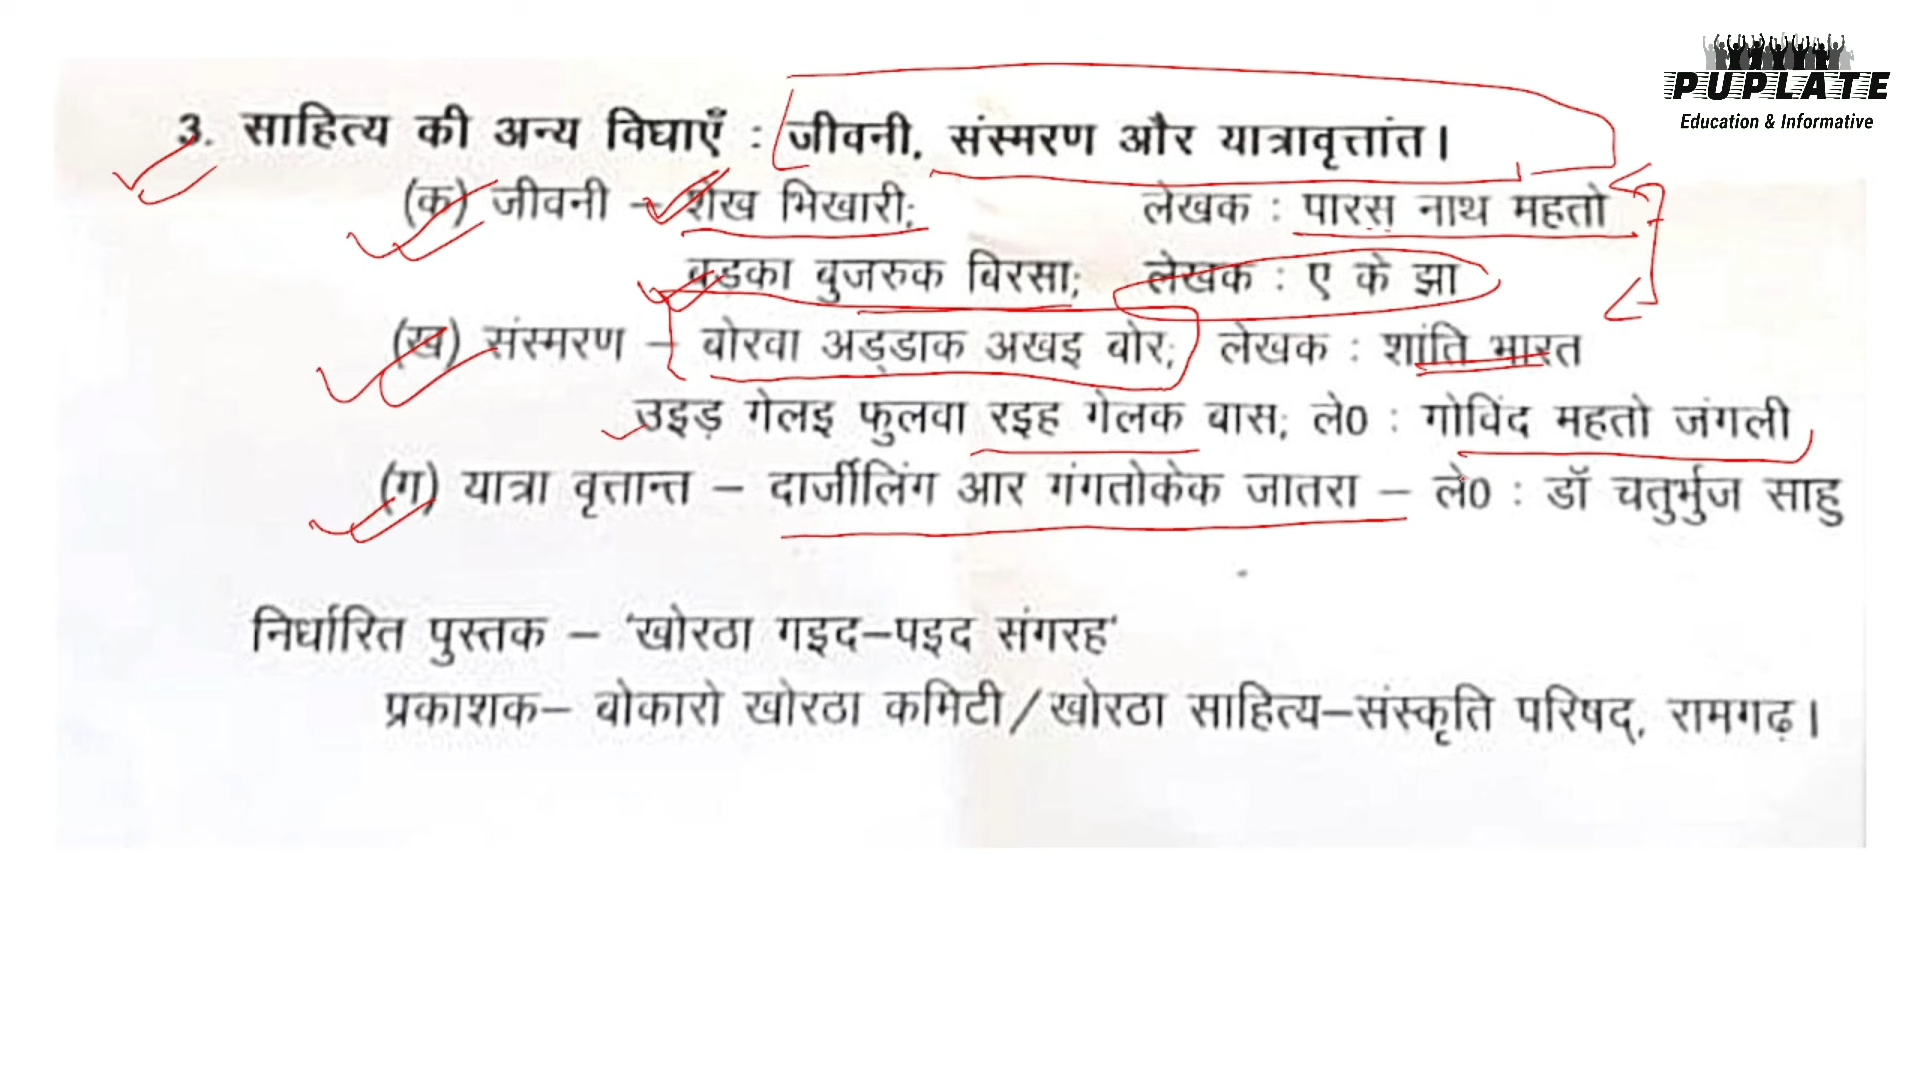 PUPLATE
Education & Informative
3. साहित्य की अन्य विधाएँ : जीवनी, संस्मरण और यात्रावृत्तांत।
(क) जीवनी – शेख भिखारी; लेखक : पारस नाथ महतो
बड़का बुजरुक बिरसा; लेखक : ए के झा
(ख) संस्मरण – बोरवा अड्डाक अखइ बोर; लेखक : शांति भारत
उइड़ गेलइ फुलवा रइह गेलक बास; ले0 : गोविंद महतो जंगली
(ग) यात्रा वृत्तान्त – दार्जीलिंग आर गंगतोकेक जातरा – ले0 : डॉ चतुर्भुज साहु
निर्धारित पुस्तक – 'खोरठा गइद–पइद संगरह'
प्रकाशक– बोकारो खोरठा कमिटी/खोरठा साहित्य–संस्कृति परिषद्, रामगढ़।